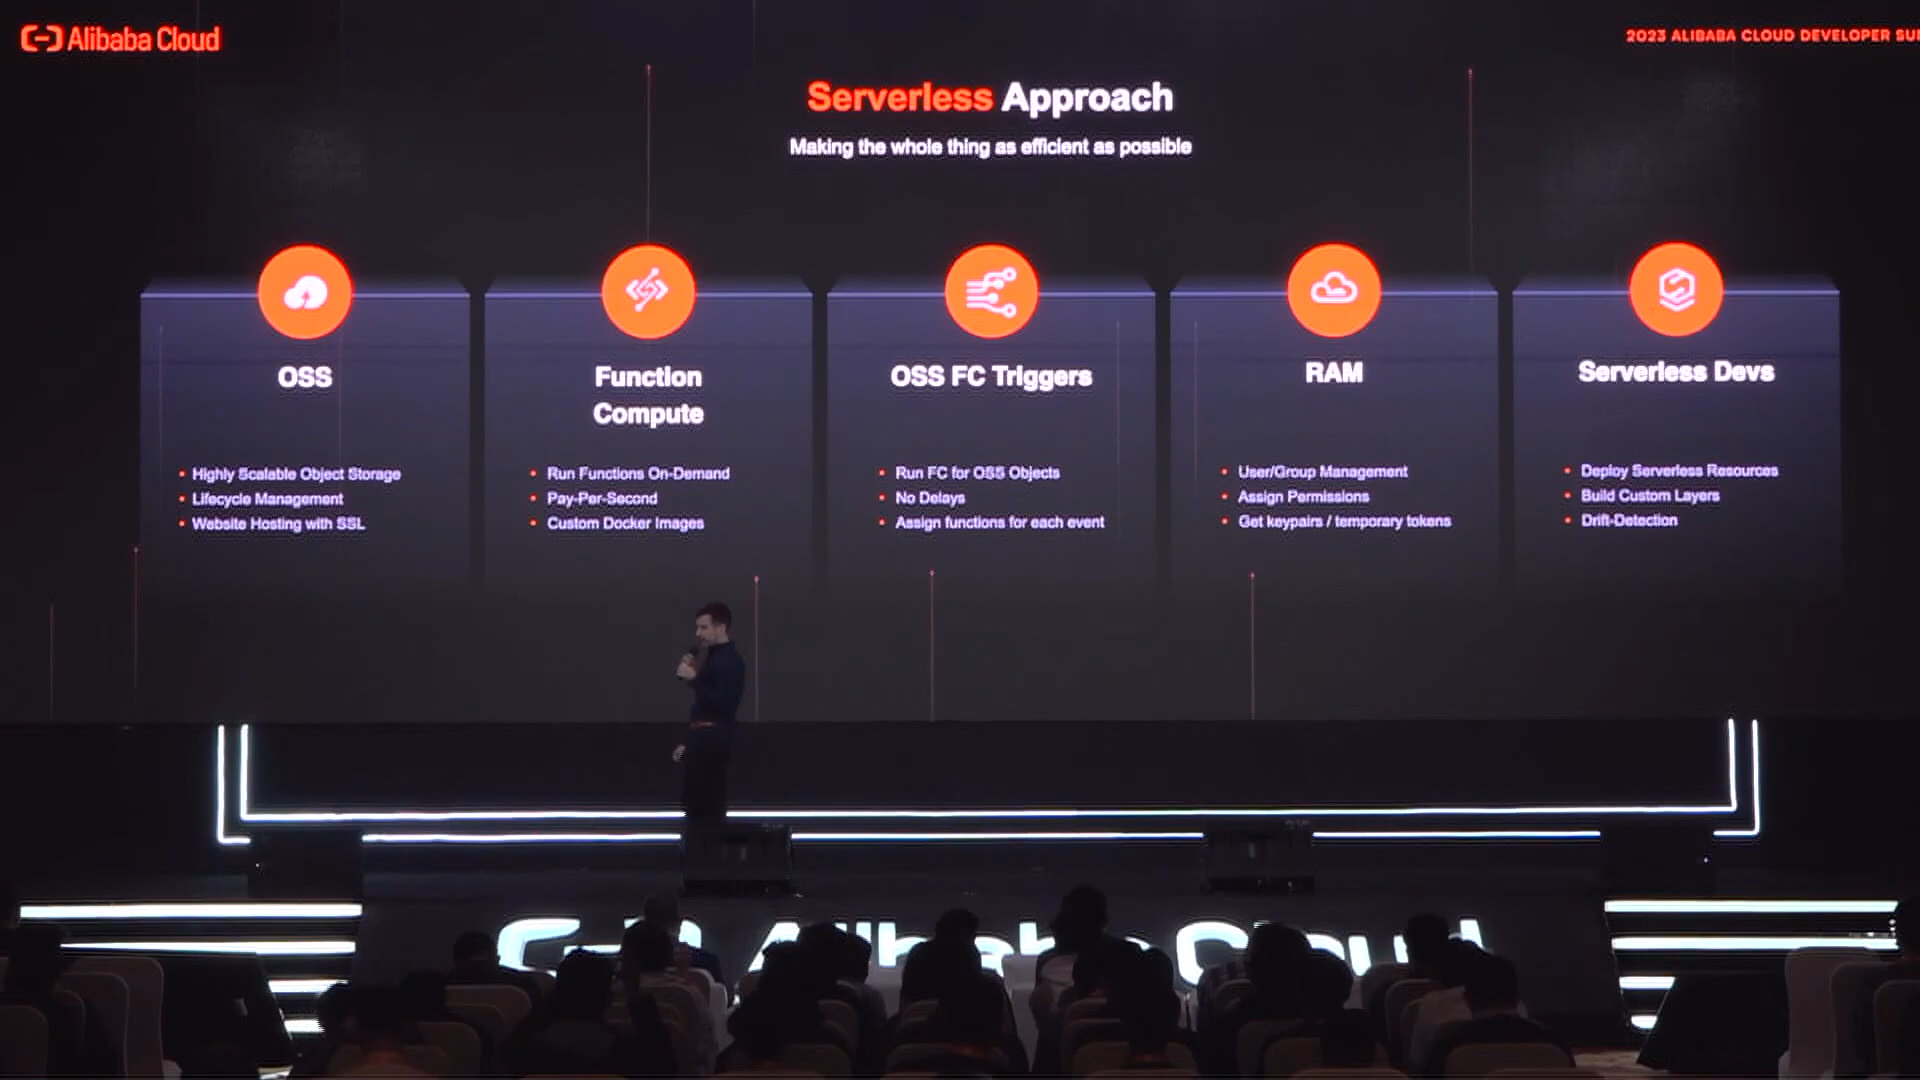 Alibaba Cloud
2023 ALIBABA CLOUD DEVELOPER
Serverless Approach
Making the whole thing as efficient as possible
OSS
• Highly Scalable Object Storage
• Lifecycle Management
• Website Hosting with SSL
Function
Compute
• Run Functions On-Demand
• Pay-Per-Second
• Custom Docker Images
OSS FC Triggers
• Run FC for OSS Objects
• No Delays
• Assign functions for each event
RAM
• User/Group Management
• Assign Permissions
• Get keypairs / temporary tokens
Serverless Devs
• Deploy Serverless Resources
• Build Custom Layers
• Drift-Detection
Alibaba Cloud